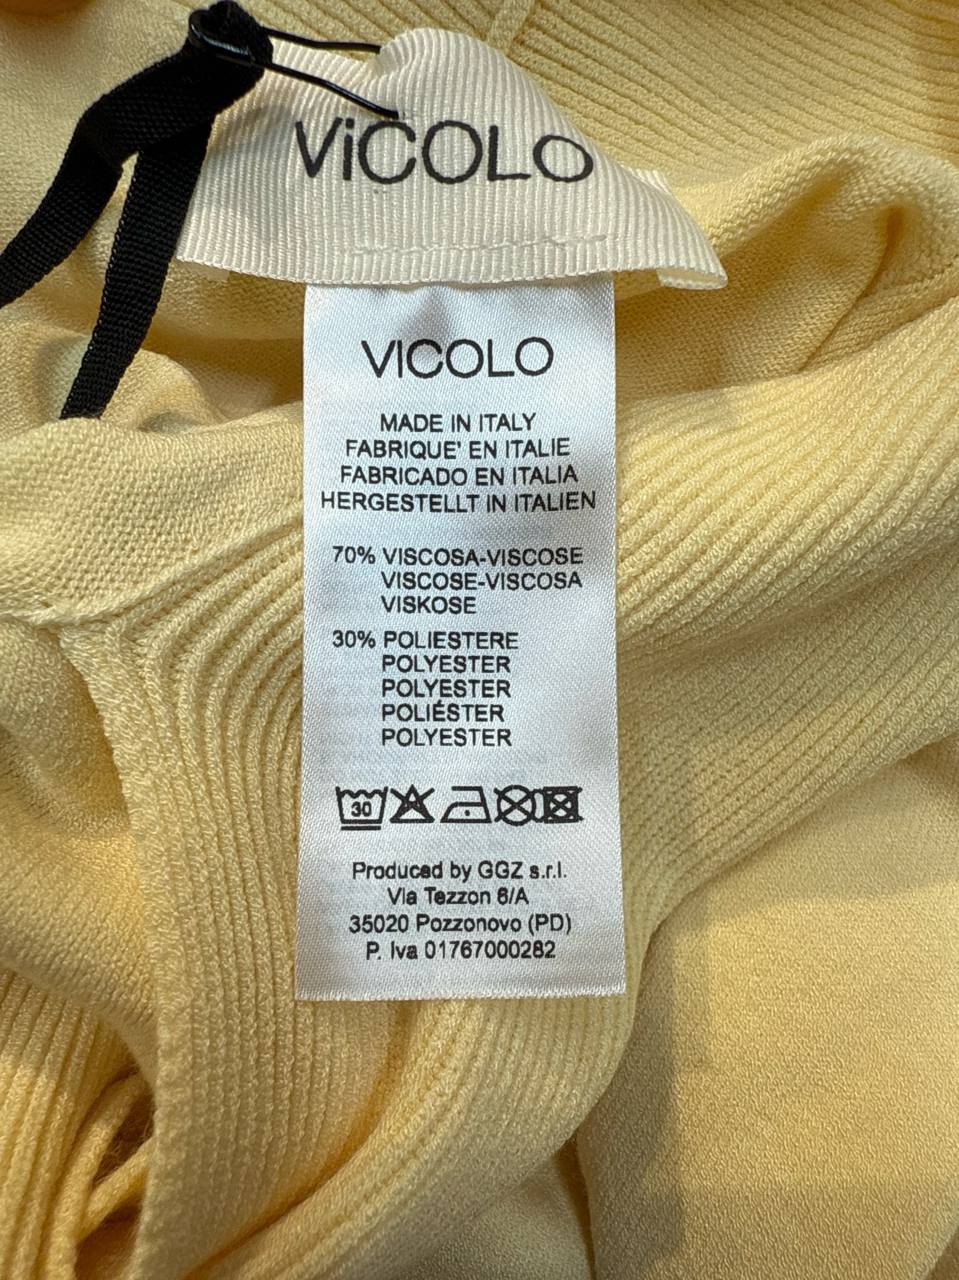 ViCOLO
VICOLO
MADE IN ITALY
FABRIQUE' EN ITALIE
FABRICADO EN ITALIA
HERGESTELLT IN ITALIEN
70% VISCOSA-VISCOSE
VISCOSE-VISCOSA
VISKOSE
30% POLIESTERE
POLYESTER
POLYESTER
POLIÉSTER
POLYESTER
30
Produced by GGZ s.r.l.
Via Tezzon 6/A
35020 Pozzonovo (PD)
P. Iva 01767000282